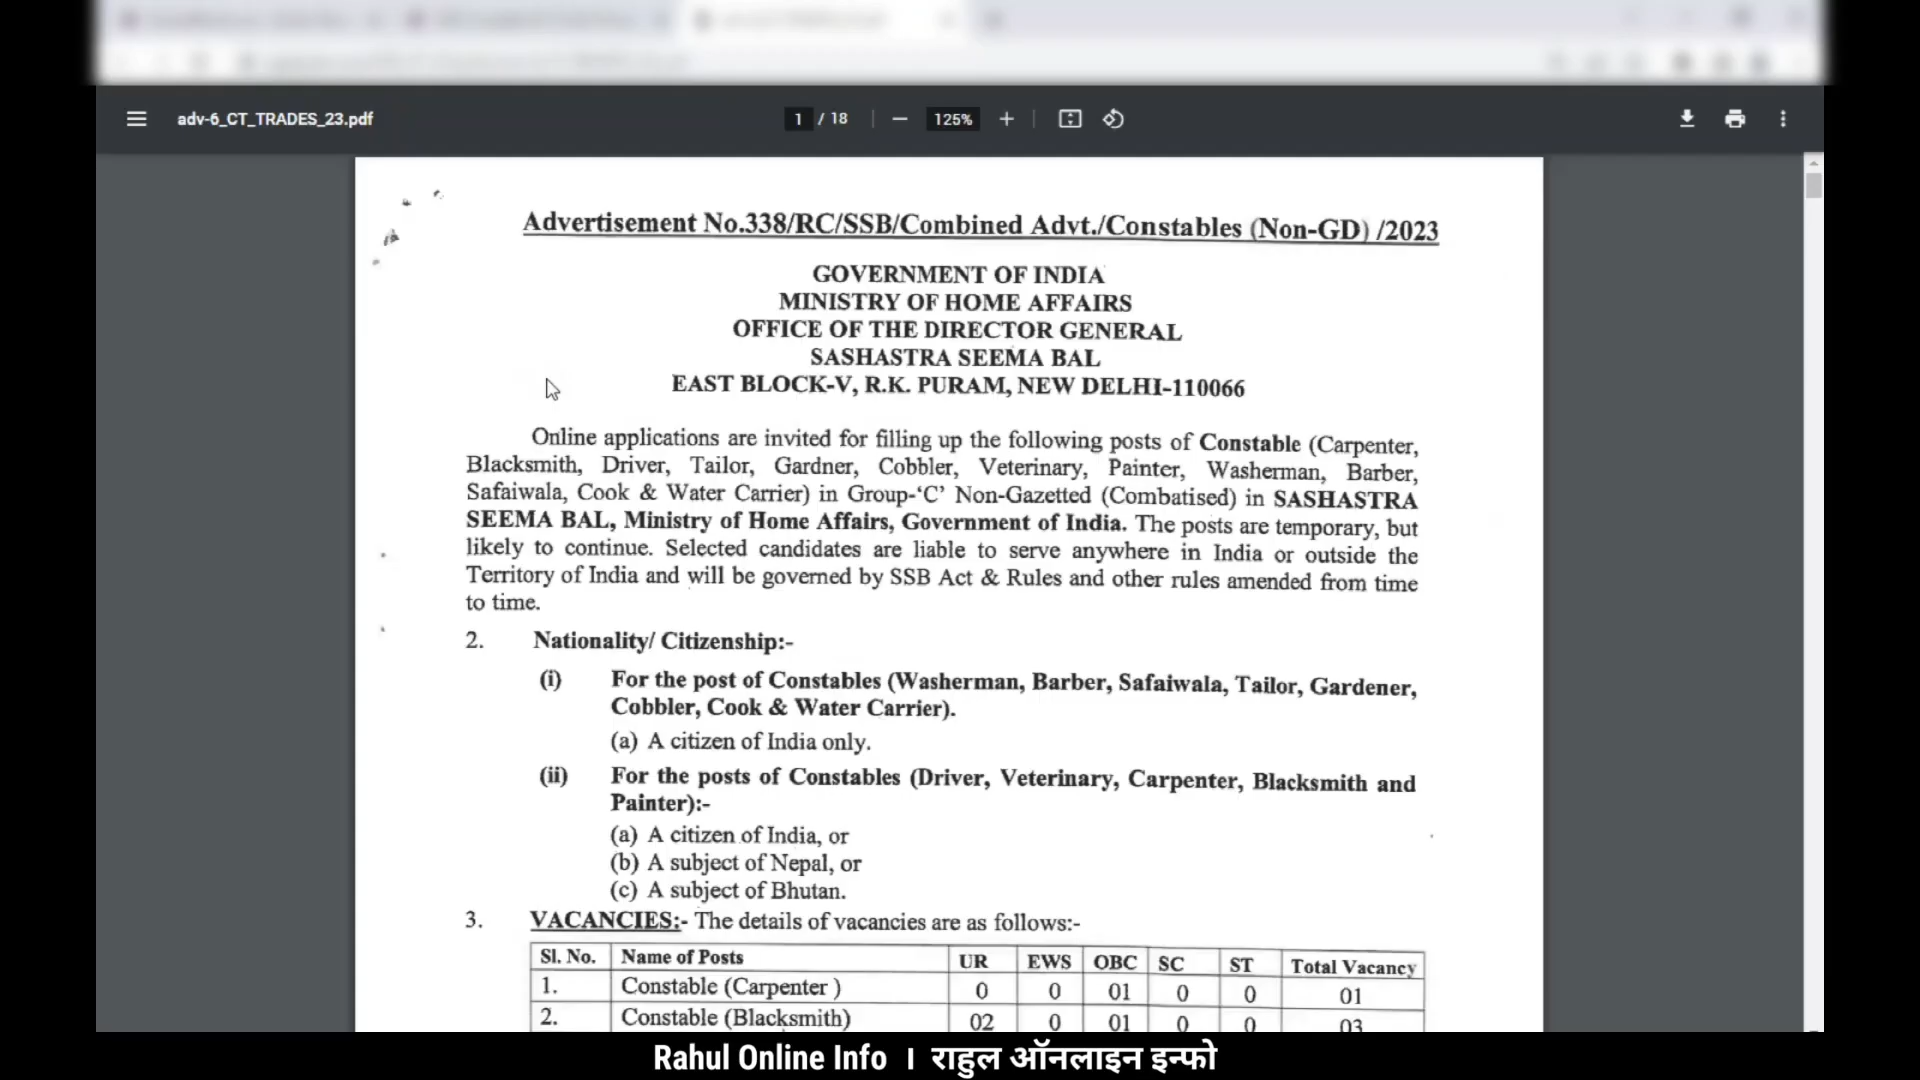 adv-6_CT_TRADES_23.pdf
1 / 18
125%
Advertisement No.338/RC/SSB/Combined Advt./Constables (Non-GD) /2023
GOVERNMENT OF INDIA
MINISTRY OF HOME AFFAIRS
OFFICE OF THE DIRECTOR GENERAL
SASHASTRA SEEMA BAL
EAST BLOCK-V, R.K. PURAM, NEW DELHI-110066
Online applications are invited for filling up the following posts of Constable (Carpenter,
Blacksmith, Driver, Tailor, Gardner, Cobbler, Veterinary, Painter, Washerman, Barber,
Safaiwala, Cook & Water Carrier) in Group-‘C’ Non-Gazetted (Combatised) in SASHASTRA
SEEMA BAL, Ministry of Home Affairs, Government of India. The posts are temporary, but
likely to continue. Selected candidates are liable to serve anywhere in India or outside the
Territory of India and will be governed by SSB Act & Rules and other rules amended from time
to time.
2. Nationality/ Citizenship:-
(i) For the post of Constables (Washerman, Barber, Safaiwala, Tailor, Gardener,
Cobbler, Cook & Water Carrier).
(a) A citizen of India only.
(ii) For the posts of Constables (Driver, Veterinary, Carpenter, Blacksmith and
Painter):-
(a) A citizen of India, or
(b) A subject of Nepal, or
(c) A subject of Bhutan.
3. VACANCIES:- The details of vacancies are as follows:-
Sl. No. Name of Posts UR EWS OBC SC ST Total Vacancy
1. Constable (Carpenter ) 0 0 01 0 0 01
2. Constable (Blacksmith) 02 0 01 0 0 03
Rahul Online Info । राहुल ऑनलाइन इन्फो